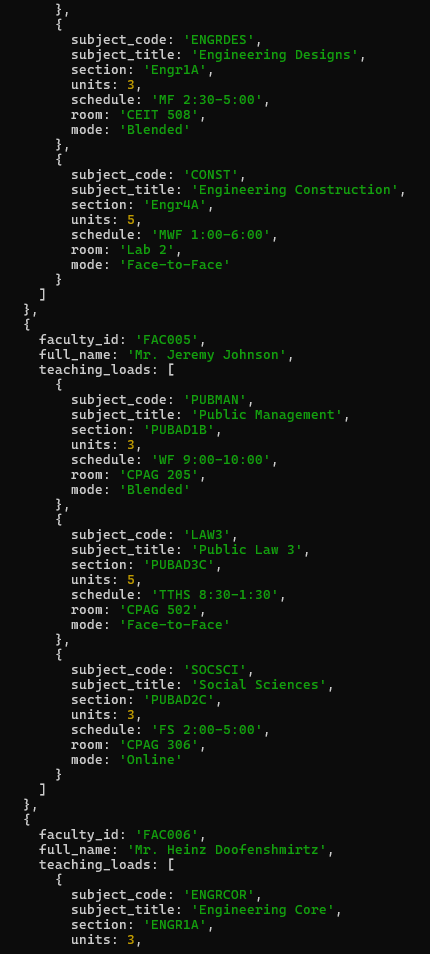 },
      {
        subject_code: 'ENGRDES',
        subject_title: 'Engineering Designs',
        section: 'Engr1A',
        units: 3,
        schedule: 'MF 2:30-5:00',
        room: 'CEIT 508',
        mode: 'Blended'
      },
      {
        subject_code: 'CONST',
        subject_title: 'Engineering Construction',
        section: 'Engr4A',
        units: 5,
        schedule: 'MWF 1:00-6:00',
        room: 'Lab 2',
        mode: 'Face-to-Face'
      }
    ]
  },
  {
    faculty_id: 'FAC005',
    full_name: 'Mr. Jeremy Johnson',
    teaching_loads: [
      {
        subject_code: 'PUBMAN',
        subject_title: 'Public Management',
        section: 'PUBAD1B',
        units: 3,
        schedule: 'WF 9:00-10:00',
        room: 'CPAG 205',
        mode: 'Blended'
      },
      {
        subject_code: 'LAW3',
        subject_title: 'Public Law 3',
        section: 'PUBAD3C',
        units: 5,
        schedule: 'TTHS 8:30-1:30',
        room: 'CPAG 502',
        mode: 'Face-to-Face'
      },
      {
        subject_code: 'SOCSCI',
        subject_title: 'Social Sciences',
        section: 'PUBAD2C',
        units: 3,
        schedule: 'FS 2:00-5:00',
        room: 'CPAG 306',
        mode: 'Online'
      }
    ]
  },
  {
    faculty_id: 'FAC006',
    full_name: 'Mr. Heinz Doofenshmirtz',
    teaching_loads: [
      {
        subject_code: 'ENGRCOR',
        subject_title: 'Engineering Core',
        section: 'ENGR1A',
        units: 3,